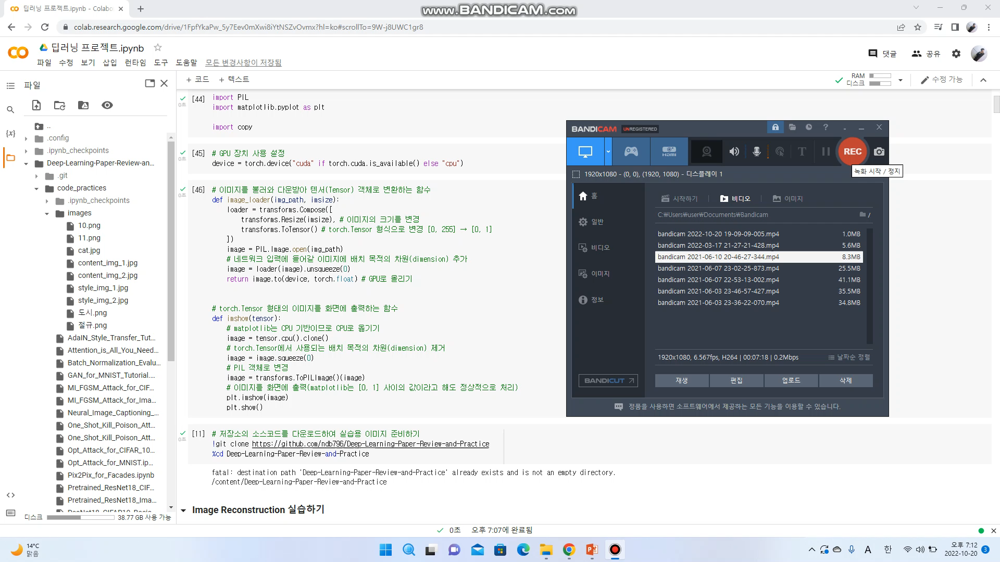 딥러닝 프로젝트.ipynb - Colabo
www.BANDICAM.com
colab.research.google.com/drive/1FpfYkaPw_5y7Eev0mXwi8iYtNSZvOvmx?hl=ko#scrollTo=9W-j8UWC1gr8
딥러닝 프로젝트.ipynb
댓글
공유
파일 수정 보기 삽입 런타임 도구 도움말 모든 변경사항이 저장됨
파일
+ 코드 + 텍스트
RAM
디스크
수정 가능
..
.config
.ipynb_checkpoints
Deep-Learning-Paper-Review-an...
.git
code_practices
.ipynb_checkpoints
images
10.png
11.png
cat.jpg
content_img_1.jpg
content_img_2.jpg
style_img_1.jpg
style_img_2.jpg
도시.png
절규.png
AdaIN_Style_Transfer_Tut...
Attention_is_All_You_Need...
Batch_Normalization_Evalu...
GAN_for_MNIST_Tutorial....
MI_FGSM_Attack_for_CIF...
MI_FGSM_Attack_for_Ima...
Neural_Image_Captioning_...
One_Shot_Kill_Poison_Att...
One_Shot_Kill_Poison_Att...
Opt_Attack_for_CIFAR_10...
Opt_Attack_for_MNIST.ip...
Pix2Pix_for_Facades.ipynb
Pretrained_ResNet18_CIF...
Pretrained_ResNet18_Ima...
디스크 38.77 GB 사용 가능
0초
[44] import PIL
import matplotlib.pyplot as plt
import copy
0초
[45] # GPU 장치 사용 설정
device = torch.device("cuda" if torch.cuda.is_available() else "cpu")
0초
[46] # 이미지를 불러와 다운받아 텐서(Tensor) 객체로 변환하는 함수
def image_loader(img_path, imsize):
loader = transforms.Compose([
transforms.Resize(imsize), # 이미지의 크기를 변경
transforms.ToTensor() # torch.Tensor 형식으로 변경 [0, 255] → [0, 1]
])
image = PIL.Image.open(img_path)
# 네트워크 입력에 들어갈 이미지에 배치 목적의 차원(dimension) 추가
image = loader(image).unsqueeze(0)
return image.to(device, torch.float) # GPU로 올리기
# torch.Tensor 형태의 이미지를 화면에 출력하는 함수
def imshow(tensor):
# matplotlib는 CPU 기반이므로 CPU로 옮기기
image = tensor.cpu().clone()
# torch.Tensor에서 사용되는 배치 목적의 차원(dimension) 제거
image = image.squeeze(0)
# PIL 객체로 변경
image = transforms.ToPILImage()(image)
# 이미지를 화면에 출력(matplotlib는 [0, 1] 사이의 값이라고 해도 정상적으로 처리)
plt.imshow(image)
plt.show()
0초
[11] # 저장소의 소스코드를 다운로드하여 실습용 이미지 준비하기
!git clone https://github.com/ndb796/Deep-Learning-Paper-Review-and-Practice
%cd Deep-Learning-Paper-Review-and-Practice
fatal: destination path 'Deep-Learning-Paper-Review-and-Practice' already exists and is not an empty directory.
/content/Deep-Learning-Paper-Review-and-Practice
Image Reconstruction 실습하기
BANDICAM UNREGISTERED
HDMI
REC
녹화 시작 / 정지
1920x1080 - (0, 0), (1920, 1080) - 디스플레이 1
홈
일반
비디오
이미지
정보
BANDICUT
시작하기 비디오 이미지
C:₩Users₩user₩Documents₩Bandicam /
bandicam 2022-10-20 19-09-09-005.mp4 1.0MB
bandicam 2022-03-17 21-27-21-428.mp4 5.6MB
bandicam 2021-06-10 20-46-27-344.mp4 8.3MB
bandicam 2021-06-07 23-02-25-873.mp4 25.5MB
bandicam 2021-06-07 22-53-13-002.mp4 41.1MB
bandicam 2021-06-03 23-46-57-427.mp4 35.5MB
bandicam 2021-06-03 23-36-22-070.mp4 34.8MB
1920x1080, 6.567fps, H264 | 00:07:18 | 0.2Mbps 날짜순 정렬
재생 편집 업로드 삭제
정품을 사용하면 소프트웨어에서 제공하는 모든 기능을 이용할 수 있습니다.
0초 오후 7:07에 완료됨
14°C
맑음
A 한
오후 7:12
2022-10-20
3